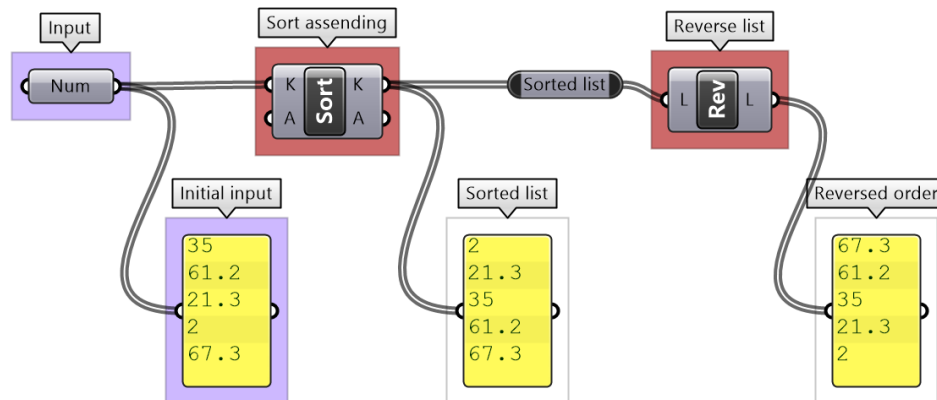 Input
Sort assending
Reverse list
Num
K
A
Sort
K
A
Sorted list
L
Rev
L
Initial input
Sorted list
Reversed order
35
61.2
21.3
2
67.3
2
21.3
35
61.2
67.3
67.3
61.2
35
21.3
2